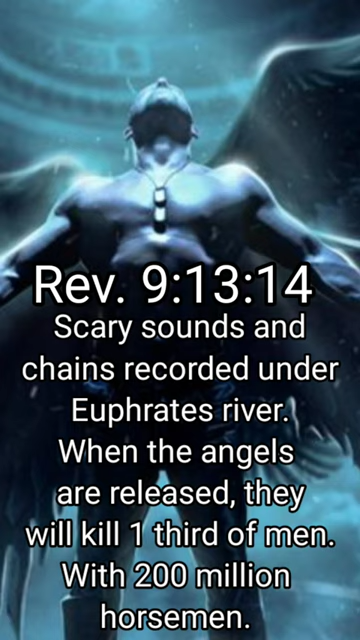 Rev. 9:13:14
Scary sounds and
chains recorded under
Euphrates river.
When the angels
are released, they
will kill 1 third of men.
With 200 million
horsemen.